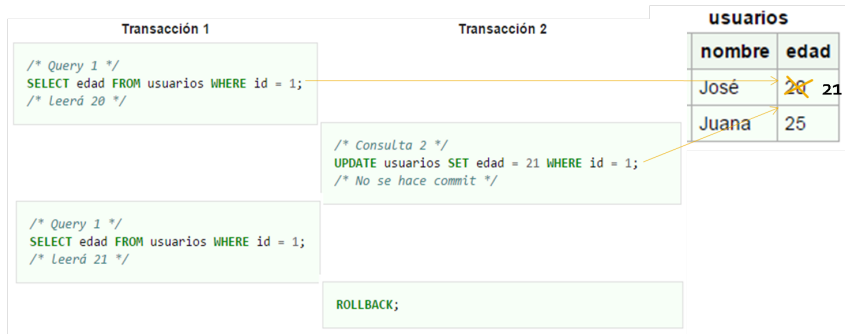 Transacción 1
Transacción 2
usuarios
nombre edad
José 20 21
Juana 25
/* Query 1 */
SELECT edad FROM usuarios WHERE id = 1;
/* leerá 20 */
/* Consulta 2 */
UPDATE usuarios SET edad = 21 WHERE id = 1;
/* No se hace commit */
/* Query 1 */
SELECT edad FROM usuarios WHERE id = 1;
/* leerá 21 */
ROLLBACK;